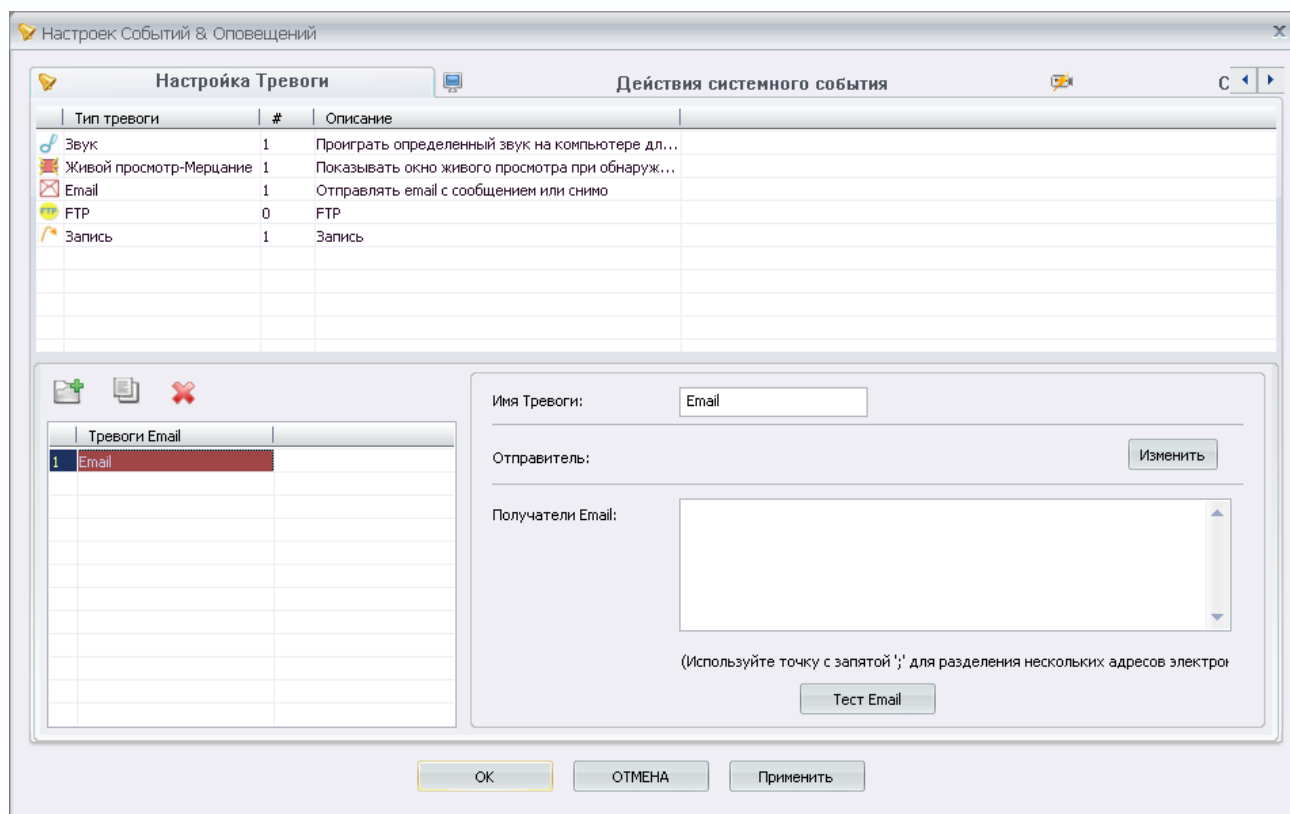 Настроек Событий & Оповещений
Настройка Тревоги
Действия системного события
С
Тип тревоги # Описание
Звук 1 Проиграть определенный звук на компьютере дл...
Живой просмотр-Мерцание 1 Показывать окно живого просмотра при обнаруж...
Email 1 Отправлять email с сообщением или снимо
FTP FTP 0 FTP
Запись 1 Запись
Имя Тревоги: Email
Тревоги Email
1 Email
Отправитель: Изменить
Получатели Email:
(Используйте точку с запятой ';' для разделения нескольких адресов электро
Тест Email
OK ОТМЕНА Применить